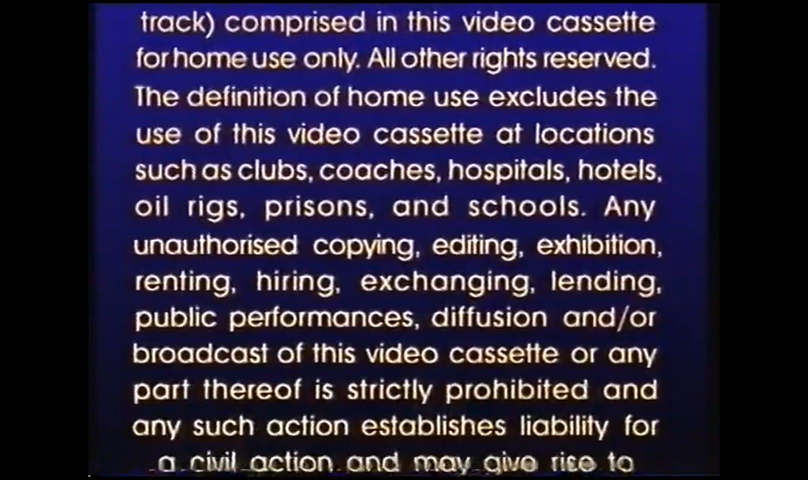 track) comprised in this video cassette
for home use only. All other rights reserved.
The definition of home use excludes the
use of this video cassette at locations
such as clubs, coaches, hospitals, hotels,
oil rigs, prisons, and schools. Any
unauthorised copying, editing, exhibition,
renting, hiring, exchanging, lending,
public performances, diffusion and/or
broadcast of this video cassette or any
part thereof is strictly prohibited and
any such action establishes liability for
a civil action and may give rise to